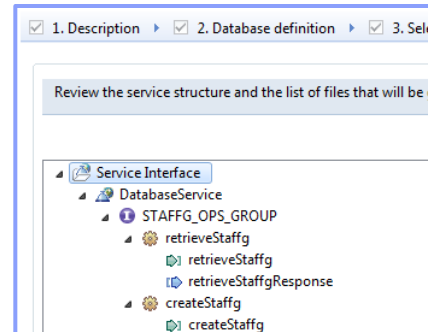 1. Description 2. Database definition 3. Sel
Review the service structure and the list of files that will be
Service Interface
DatabaseService
STAFFG_OPS_GROUP
retrieveStaffg
retrieveStaffg
retrieveStaffgResponse
createStaffg
createStaffg